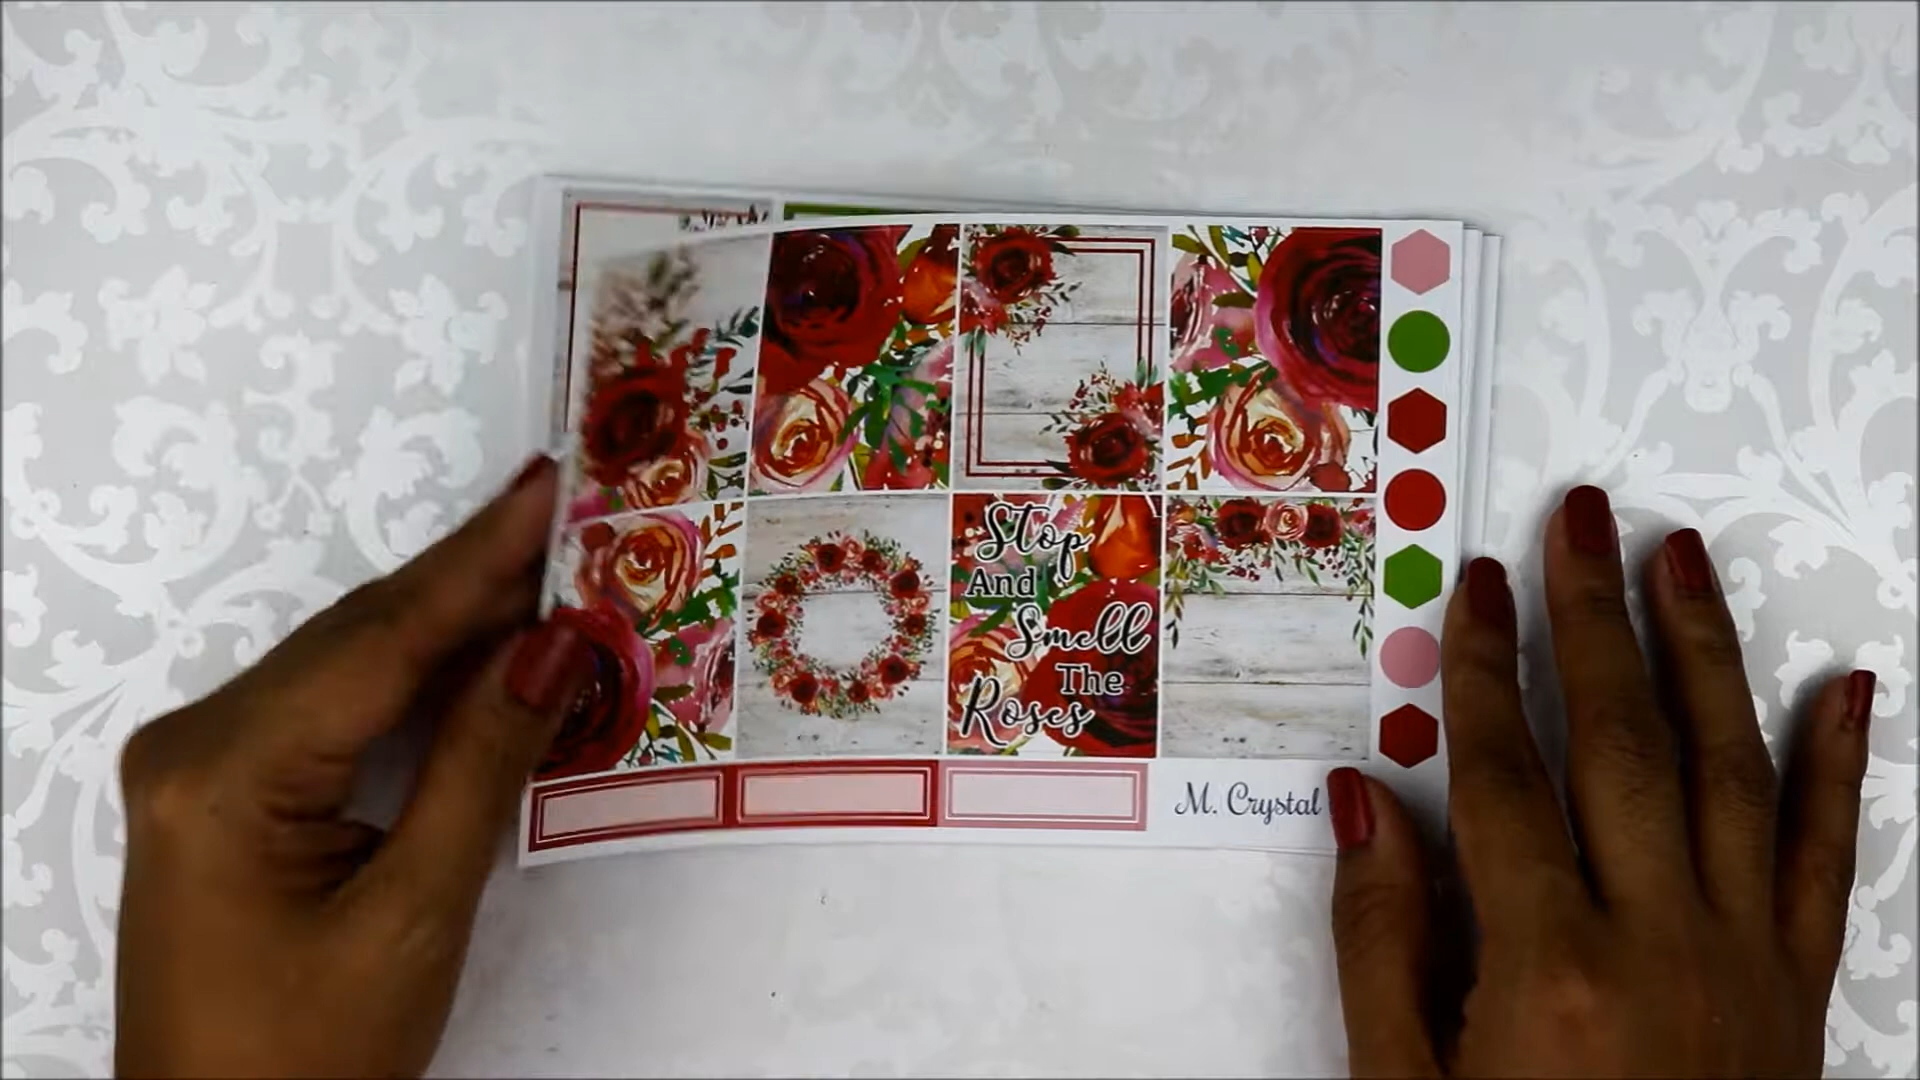 Stop
And
Smell
The
Roses
M. Crystal